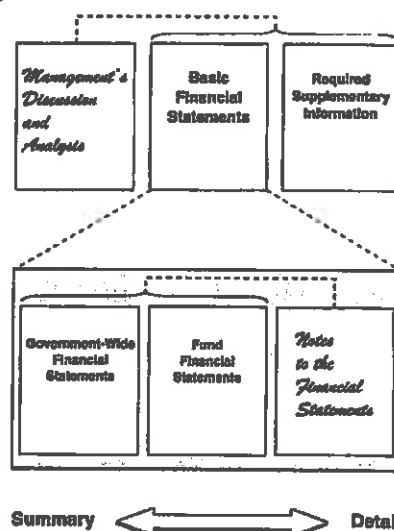 Management's
Discussion
and
Analysis
Basic
Financial
Statements
Required
Supplementary
Information
Government-Wide
Financial
Statements
Fund
Financial
Statements
Notes
to the
Financial
Statements
Summary
Detail